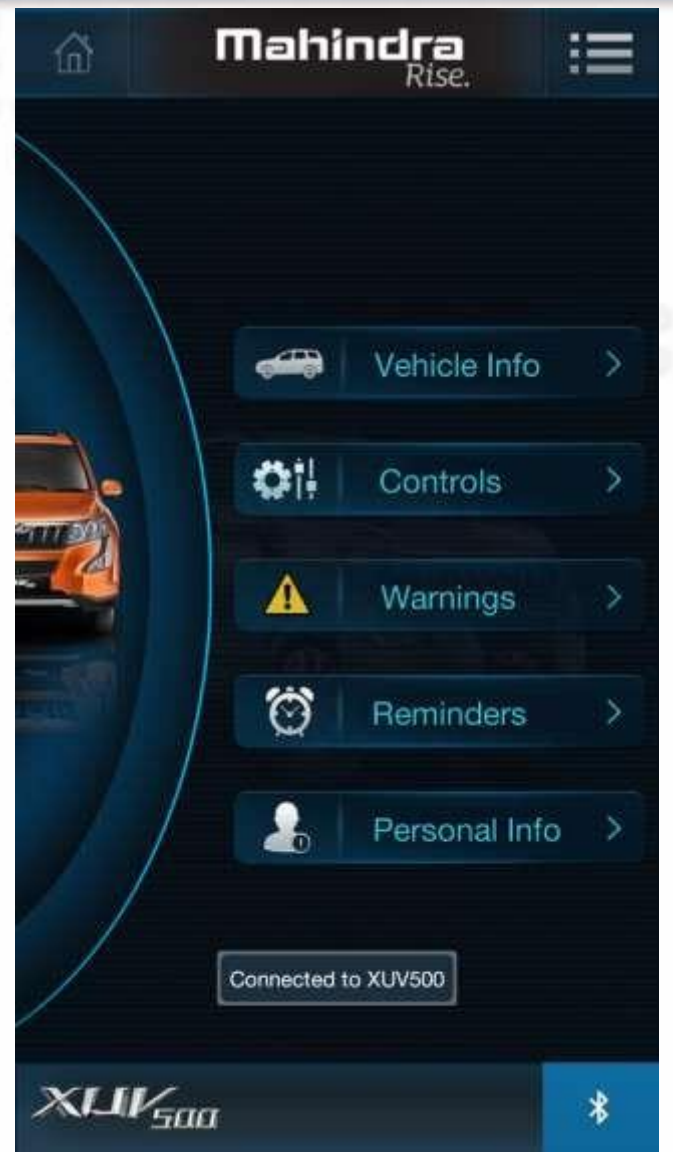 Mahindra
Rise.
Vehicle Info
Controls
Warnings
Reminders
Personal Info
Connected to XUV500
XUV500